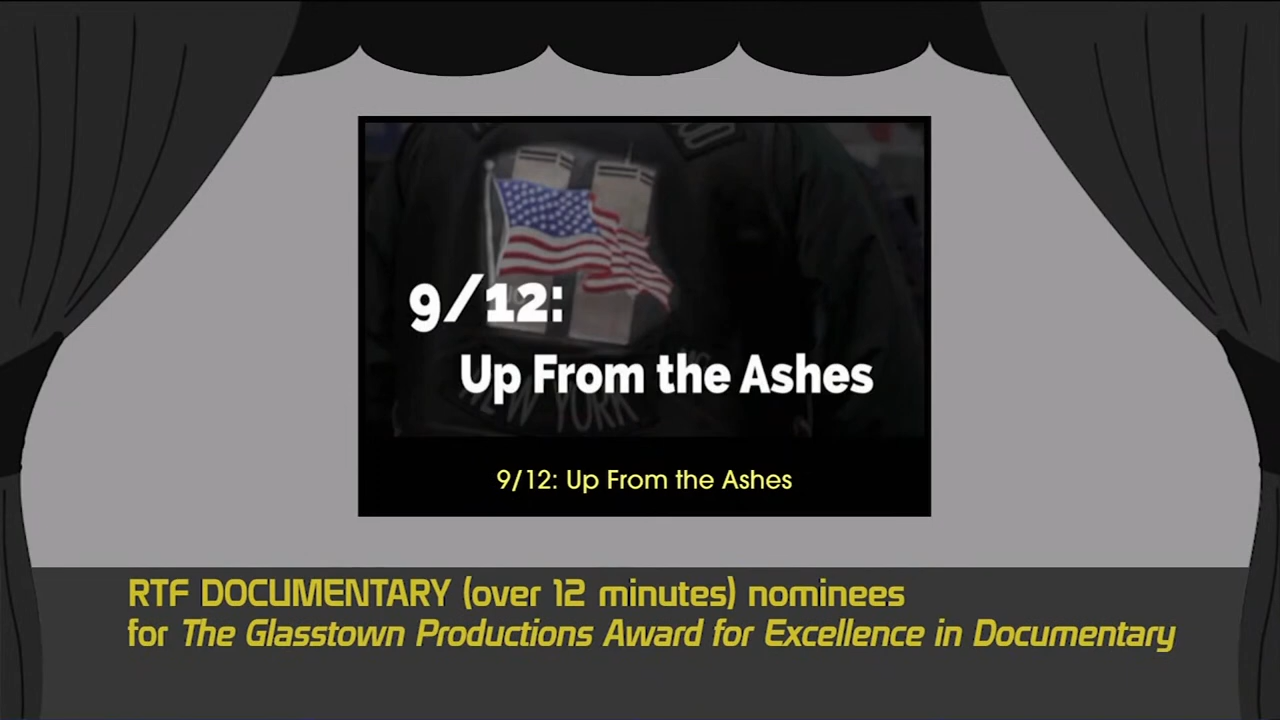 9/12:
Up From the Ashes
NEW YORK
9/12: Up From the Ashes
RTF DOCUMENTARY (over 12 minutes) nominees
for The Glasstown Productions Award for Excellence in Documentary